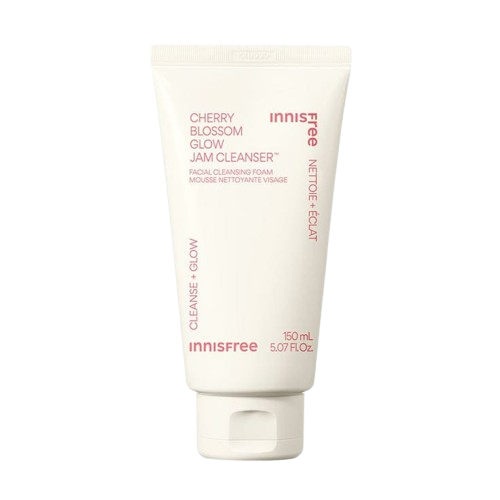 CHERRY
BLOSSOM
GLOW
JAM CLEANSER™
FACIAL CLEANSING FOAM
MOUSSE NETTOYANTE VISAGE
INNISFree
NETTOIE + ÉCLAT
CLEANSE + GLOW
INNISFree
150 mL
5.07 FL.Oz.